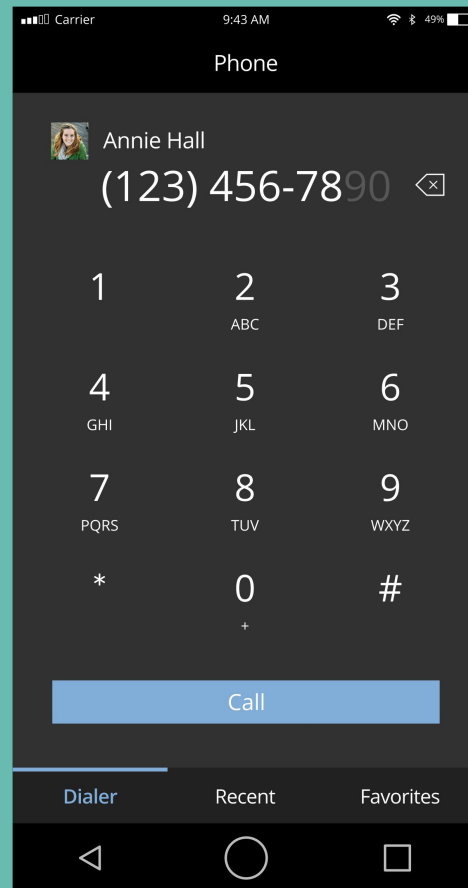 Carrier 9:43 AM 49%
Phone
Annie Hall
(123) 456-7890
1 2 3
ABC DEF
4 5 6
GHI JKL MNO
7 8 9
PQRS TUV WXYZ
* 0 #
+
Call
Dialer Recent Favorites